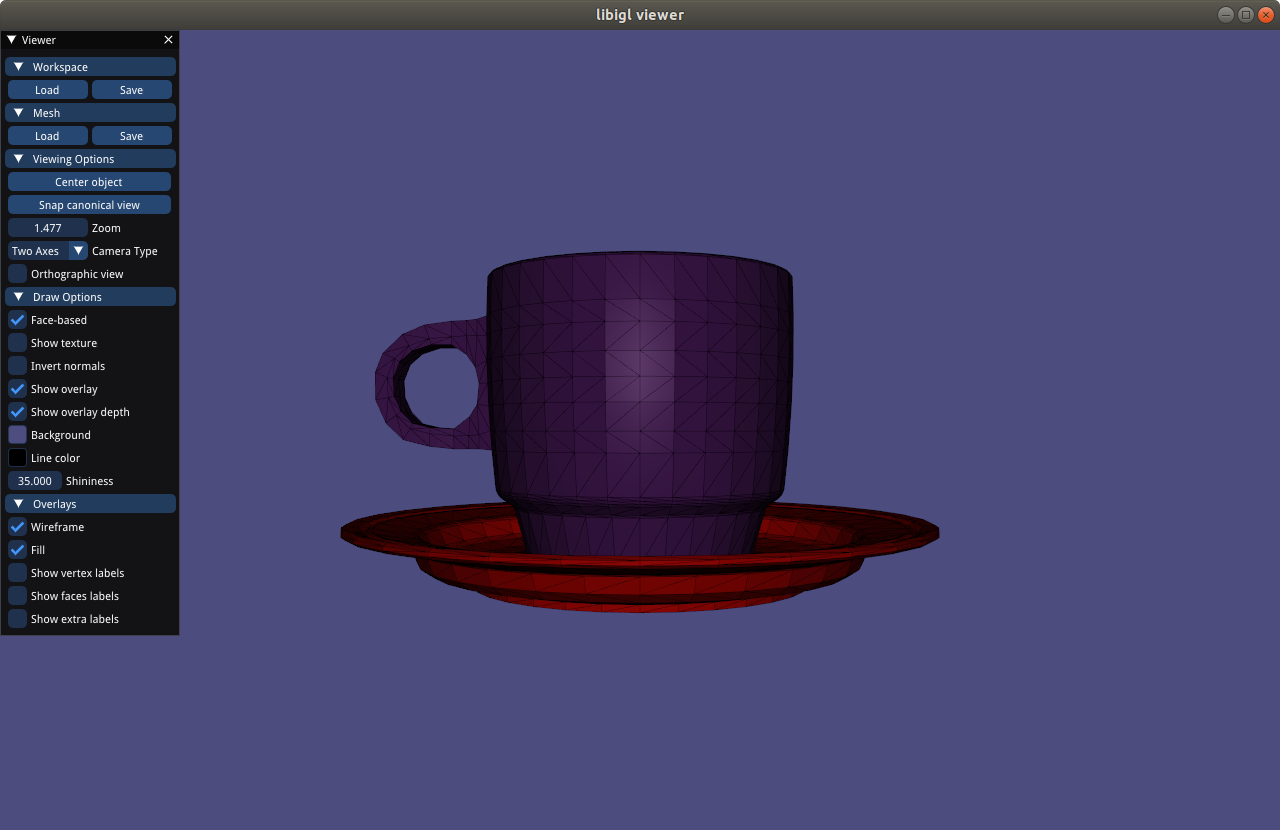 libigl viewer
Viewer
Workspace
Load Save
Mesh
Load Save
Viewing Options
Center object
Snap canonical view
1.477 Zoom
Two Axes Camera Type
Orthographic view
Draw Options
Face-based
Show texture
Invert normals
Show overlay
Show overlay depth
Background
Line color
35.000 Shininess
Overlays
Wireframe
Fill
Show vertex labels
Show faces labels
Show extra labels